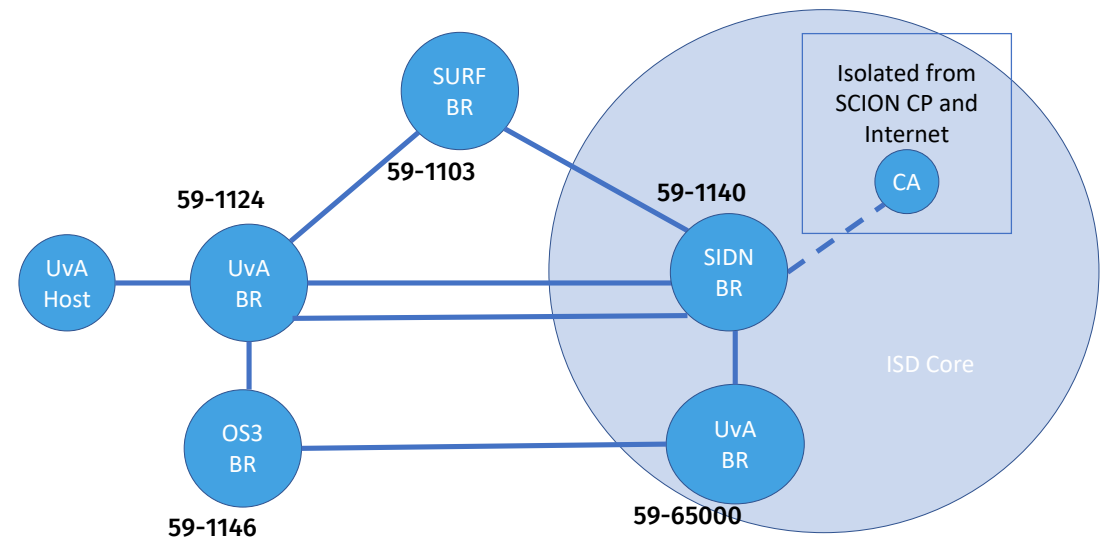 SURF
BR
59-1103
Isolated from
SCION CP and
Internet
CA
59-1124
59-1140
UvA
Host
UvA
BR
SIDN
BR
ISD Core
OS3
BR
59-1146
UvA
BR
59-65000